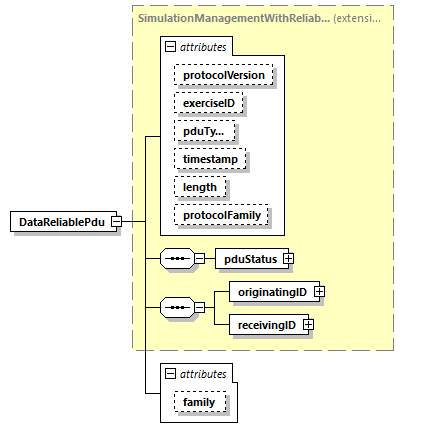 SimulationManagementWithReliab... (extensi...
attributes
protocolVersion
exerciseID
pduTy...
timestamp
length
protocolFamily
DataReliablePdu
pduStatus
originatingID
receivingID
attributes
family